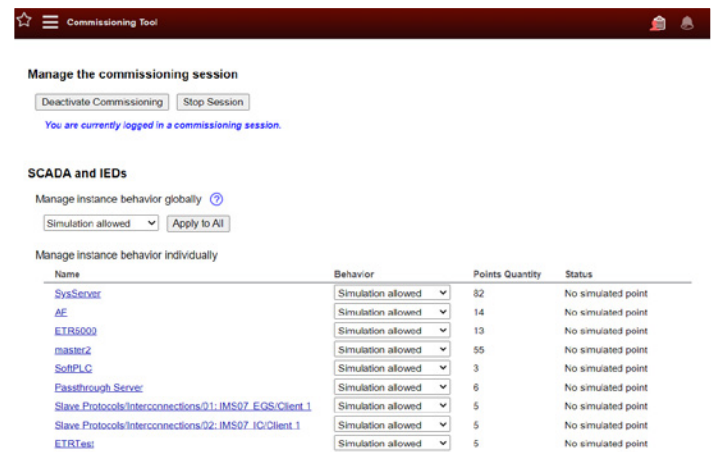 Commissioning Tool
Manage the commissioning session
Deactivate Commissioning Stop Session
You are currently logged in a commissioning session.
SCADA and IEDs
Manage instance behavior globally ?
Simulation allowed Apply to All
Manage instance behavior individually
Name Behavior Points Quantity Status
SysServer Simulation allowed 82 No simulated point
AF Simulation allowed 14 No simulated point
ETR5000 Simulation allowed 13 No simulated point
master2 Simulation allowed 55 No simulated point
SoftPLC Simulation allowed 3 No simulated point
Passthrough Server Simulation allowed 6 No simulated point
Slave Protocols/Interconnections/01: IMS07_EGS/Client 1 Simulation allowed 5 No simulated point
Slave Protocols/Interconnections/02: IMS07_IC/Client 1 Simulation allowed 5 No simulated point
ETRTest Simulation allowed 5 No simulated point